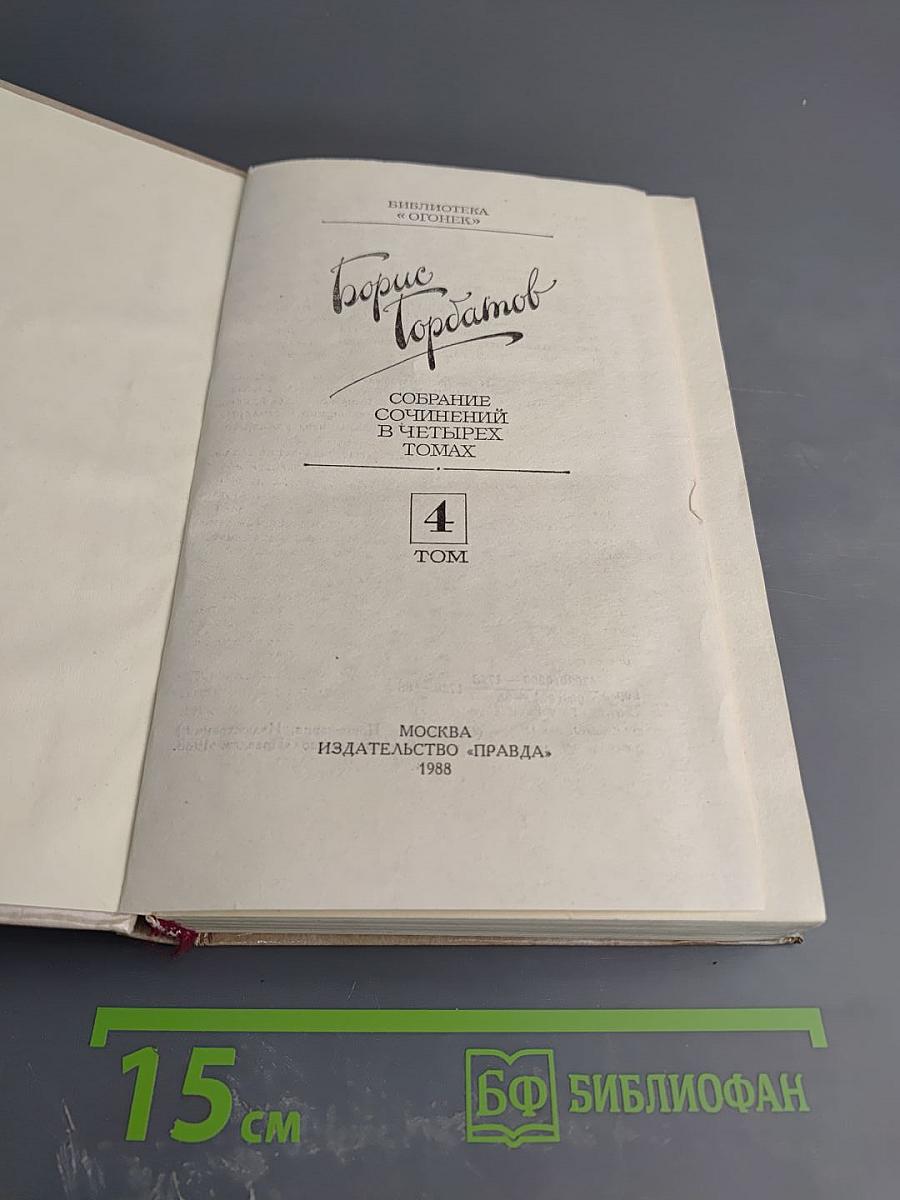 БИБЛИОТЕКА
«ОГОНЕК»
Борис
Горбатов
СОБРАНИЕ
СОЧИНЕНИЙ
В ЧЕТЫРЕХ
ТОМАХ
4
ТОМ
МОСКВА
ИЗДАТЕЛЬСТВО «ПРАВДА»
1988
15 см
БФ БИБЛИОФАН